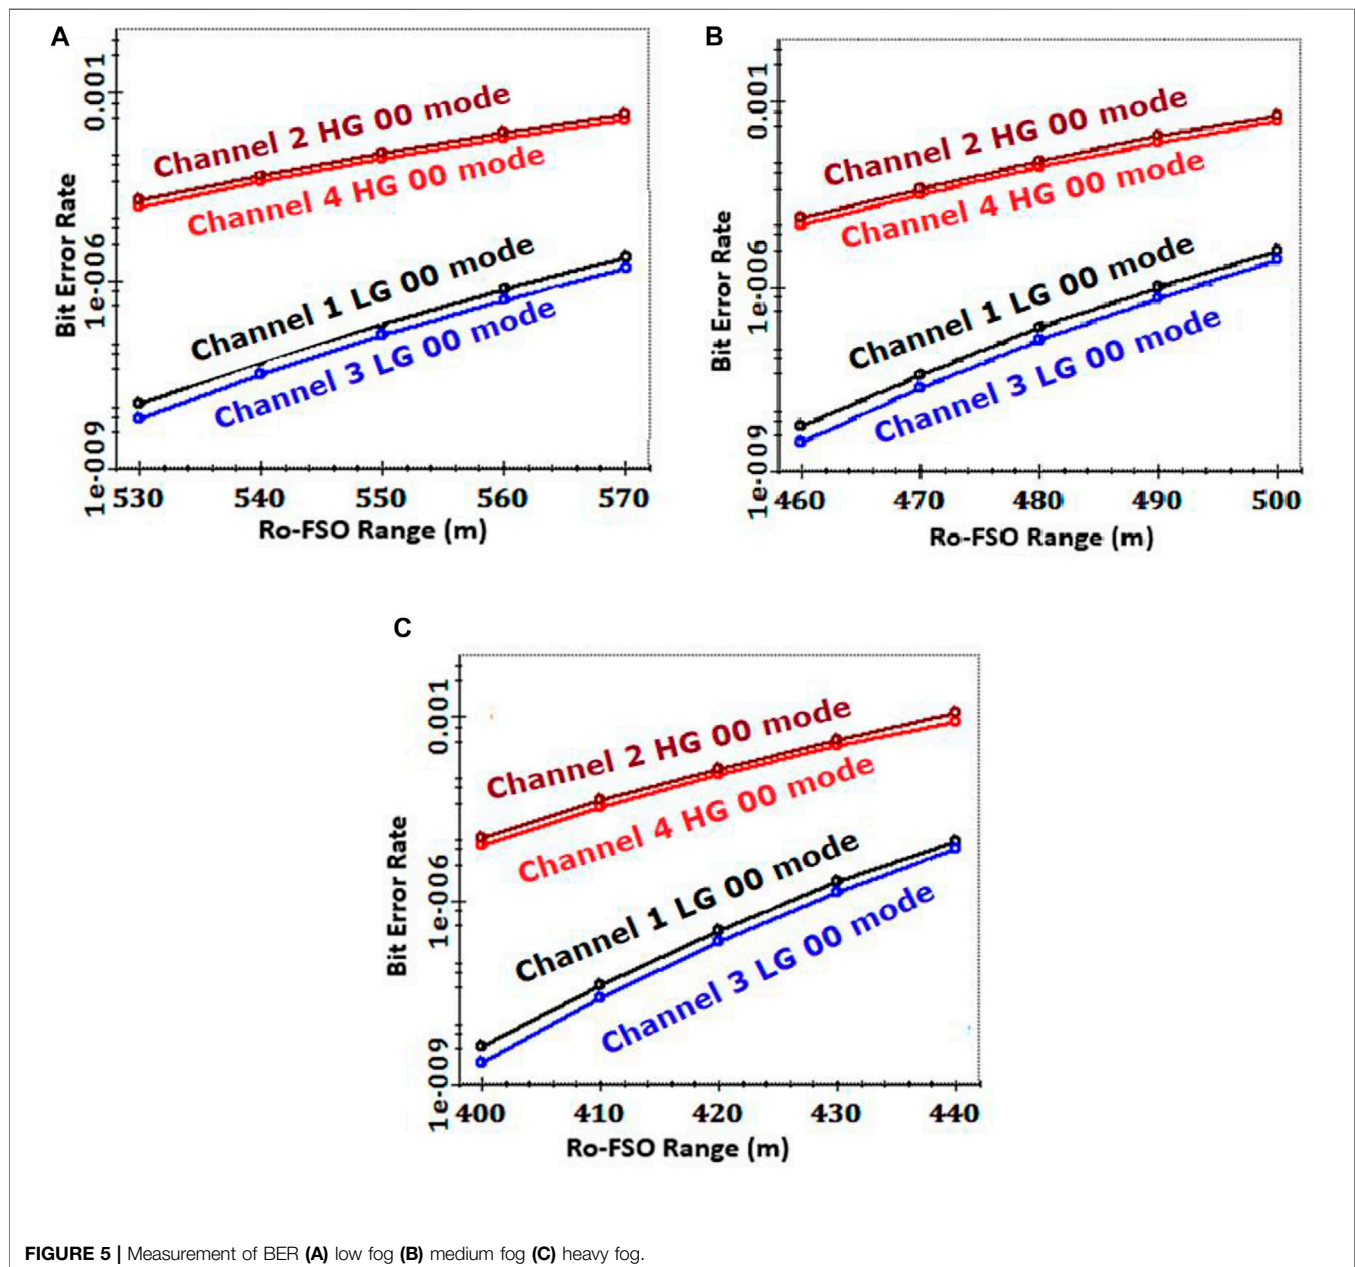 A
Bit Error Rate
0.001
1e-006
1e-009
Channel 2 HG 00 mode
Channel 4 HG 00 mode
Channel 1 LG 00 mode
Channel 3 LG 00 mode
530 540 550 560 570
Ro-FSO Range (m)
B
Bit Error Rate
0.001
1e-006
1e-009
Channel 2 HG 00 mode
Channel 4 HG 00 mode
Channel 1 LG 00 mode
Channel 3 LG 00 mode
460 470 480 490 500
Ro-FSO Range (m)
C
Bit Error Rate
0.001
1e-006
1e-009
Channel 2 HG 00 mode
Channel 4 HG 00 mode
Channel 1 LG 00 mode
Channel 3 LG 00 mode
400 410 420 430 440
Ro-FSO Range (m)
FIGURE 5 | Measurement of BER (A) low fog (B) medium fog (C) heavy fog.